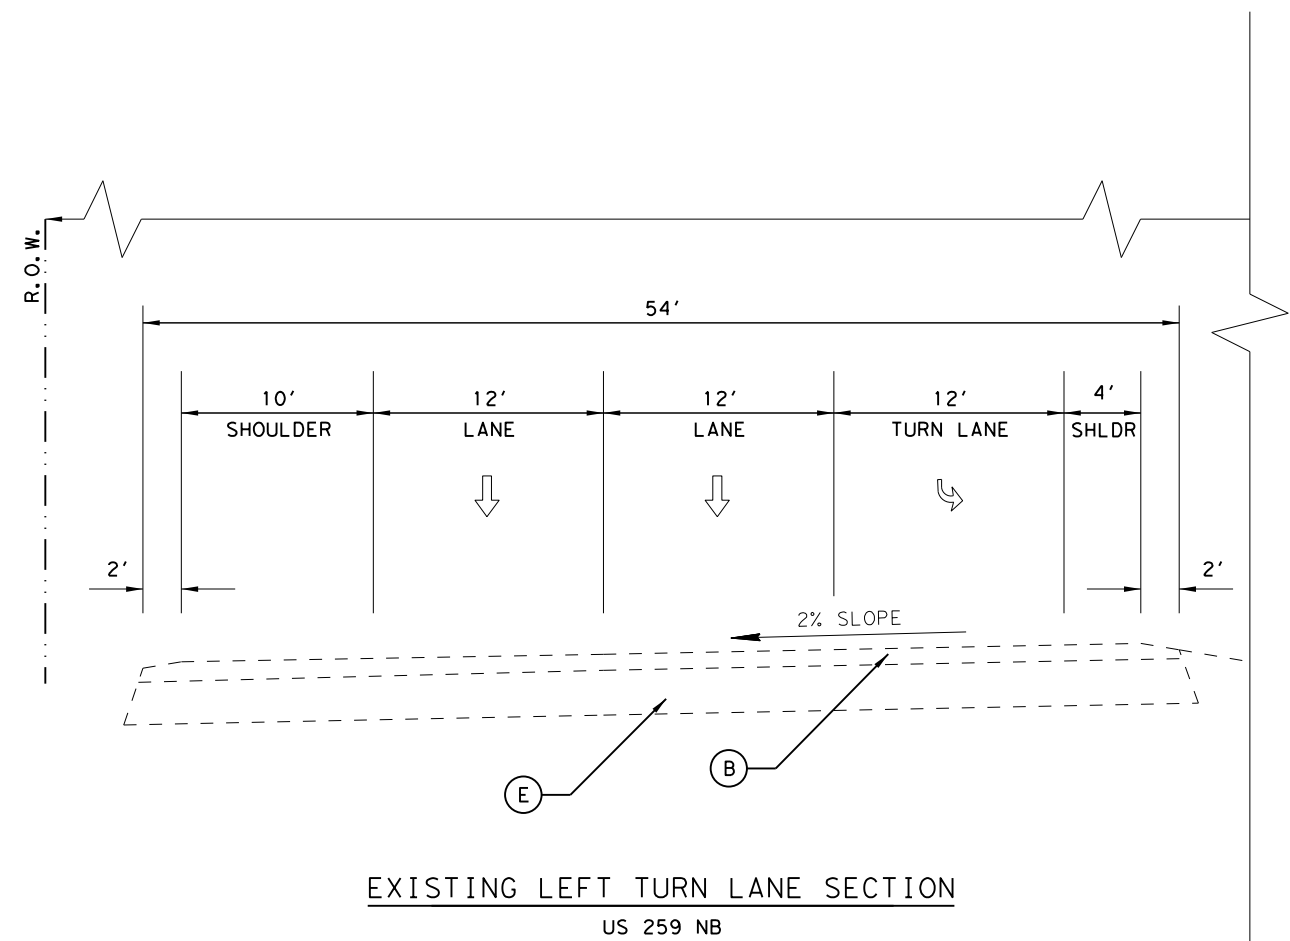 R.O.W.
54'
10'
12'
12'
12'
4'
SHOULDER
LANE
LANE
TURN LANE
SHLDR
2'
2'
2% SLOPE
B
E
EXISTING LEFT TURN LANE SECTION
US 259 NB